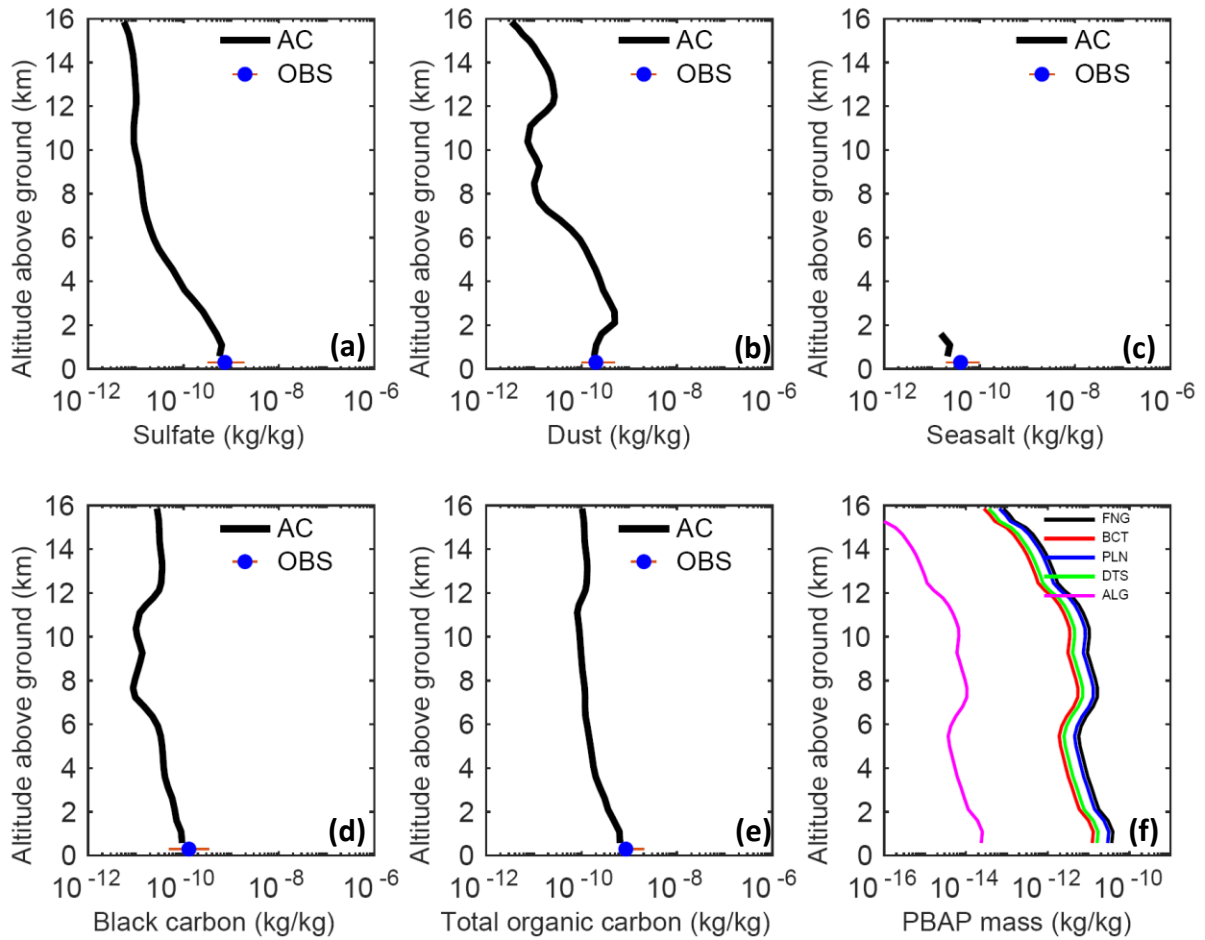 16
14
12
10
8
6
4
2
0
Altitude above ground (km)
AC
OBS
(a)
10^-12 10^-10 10^-8 10^-6
Sulfate (kg/kg)
16
14
12
10
8
6
4
2
0
Altitude above ground (km)
AC
OBS
(b)
10^-12 10^-10 10^-8 10^-6
Dust (kg/kg)
16
14
12
10
8
6
4
2
0
Altitude above ground (km)
AC
OBS
(c)
10^-12 10^-10 10^-8 10^-6
Seasalt (kg/kg)
16
14
12
10
8
6
4
2
0
Altitude above ground (km)
AC
OBS
(d)
10^-12 10^-10 10^-8 10^-6
Black carbon (kg/kg)
16
14
12
10
8
6
4
2
0
Altitude above ground (km)
AC
OBS
(e)
10^-12 10^-10 10^-8 10^-6
Total organic carbon (kg/kg)
16
14
12
10
8
6
4
2
0
Altitude above ground (km)
FNG
BCT
PLN
DTS
ALG
(f)
10^-16 10^-14 10^-12 10^-10
PBAP mass (kg/kg)